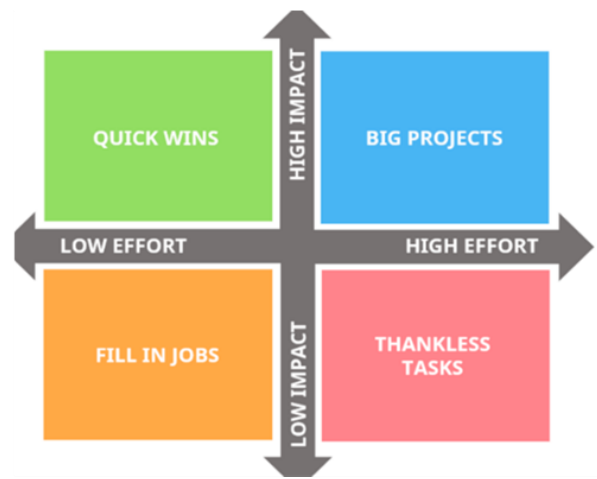 HIGH IMPACT
QUICK WINS
BIG PROJECTS
LOW EFFORT
HIGH EFFORT
FILL IN JOBS
THANKLESS
TASKS
LOW IMPACT